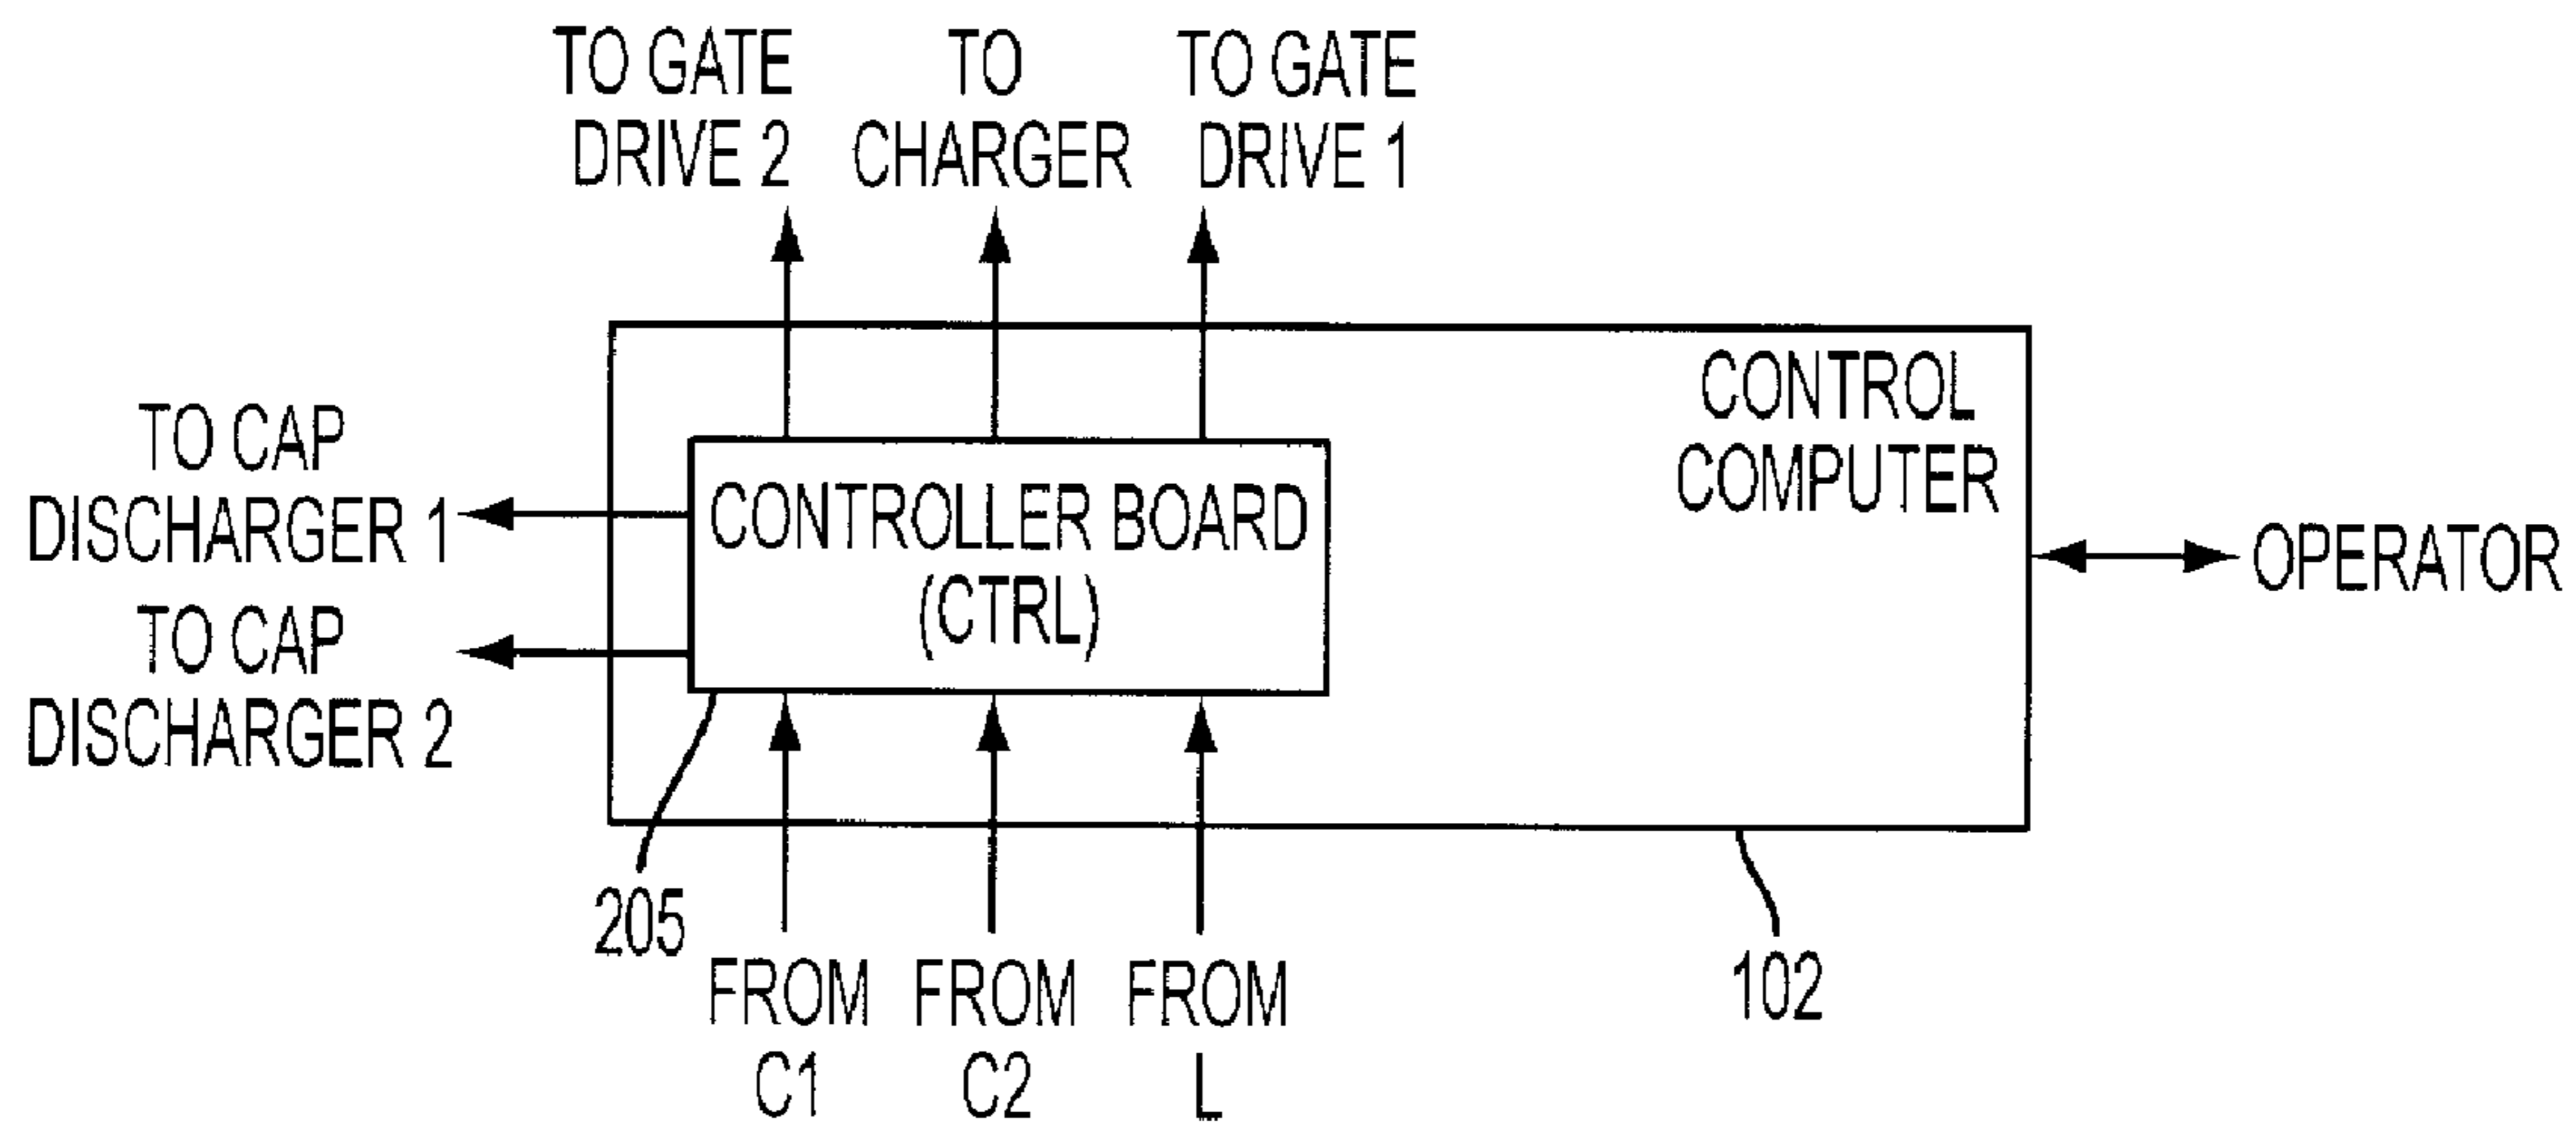 TO GATE
DRIVE 2
TO
CHARGER
TO GATE
DRIVE 1
CONTROL
COMPUTER
TO CAP
DISCHARGER 1
TO CAP
DISCHARGER 2
CONTROLLER BOARD
(CTRL)
OPERATOR
205
FROM
C1
FROM
C2
FROM
L
102